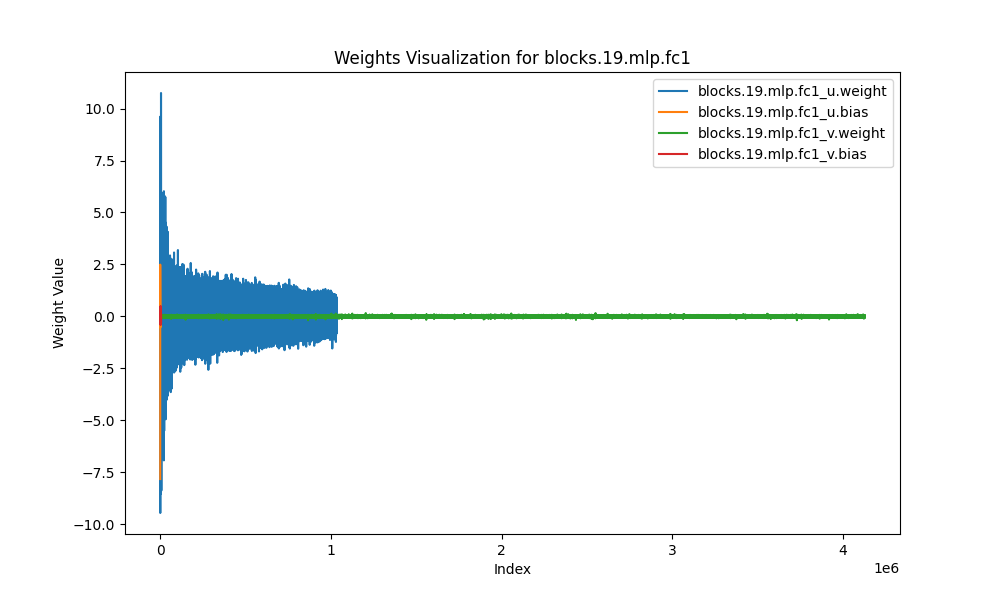 Weights Visualization for blocks.19.mlp.fc1
blocks.19.mlp.fc1_u.weight
blocks.19.mlp.fc1_u.bias
blocks.19.mlp.fc1_v.weight
blocks.19.mlp.fc1_v.bias
Weight Value
10.0
7.5
5.0
2.5
0.0
−2.5
−5.0
−7.5
−10.0
0 1 2 3 4
1e6
Index